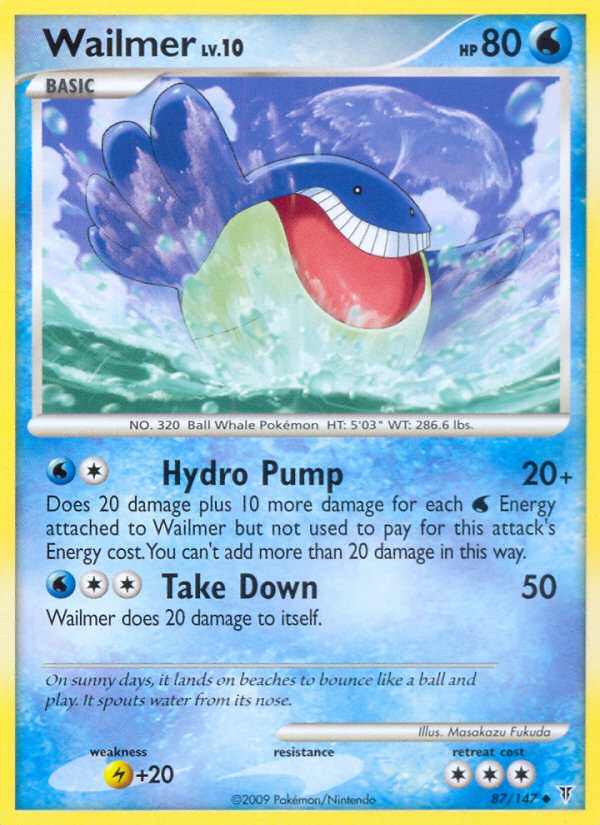 Wailmer LV.10 HP 80
BASIC
NO. 320 Ball Whale Pokémon HT: 5'03" WT: 286.6 lbs.
Hydro Pump 20+
Does 20 damage plus 10 more damage for each Energy
attached to Wailmer but not used to pay for this attack's
Energy cost. You can't add more than 20 damage in this way.
Take Down 50
Wailmer does 20 damage to itself.
On sunny days, it lands on beaches to bounce like a ball and
play. It spouts water from its nose.
Illus. Masakazu Fukuda
weakness resistance retreat cost
+20
©2009 Pokémon/Nintendo 87/147